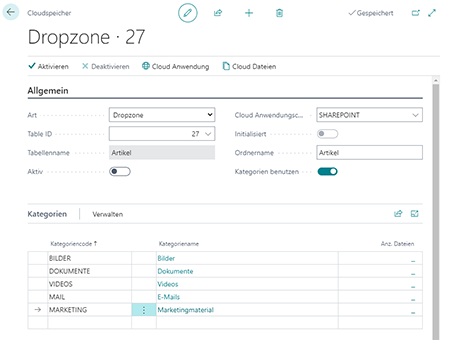 Cloudspeicher
Gespeichert
Dropzone · 27
Aktivieren Deaktivieren Cloud Anwendung Cloud Dateien
Allgemein
Art Dropzone Cloud Anwendungsc... SHAREPOINT
Table ID 27 Initialisiert
Tabellenname Artikel Ordnername Artikel
Aktiv Kategorien benutzen
Kategorien Verwalten
Kategoriencode ↑ Kategoriename Anz. Dateien
BILDER Bilder _
DOKUMENTE Dokumente _
VIDEOS Videos _
MAIL E-Mails _
MARKETING Marketingmaterial _